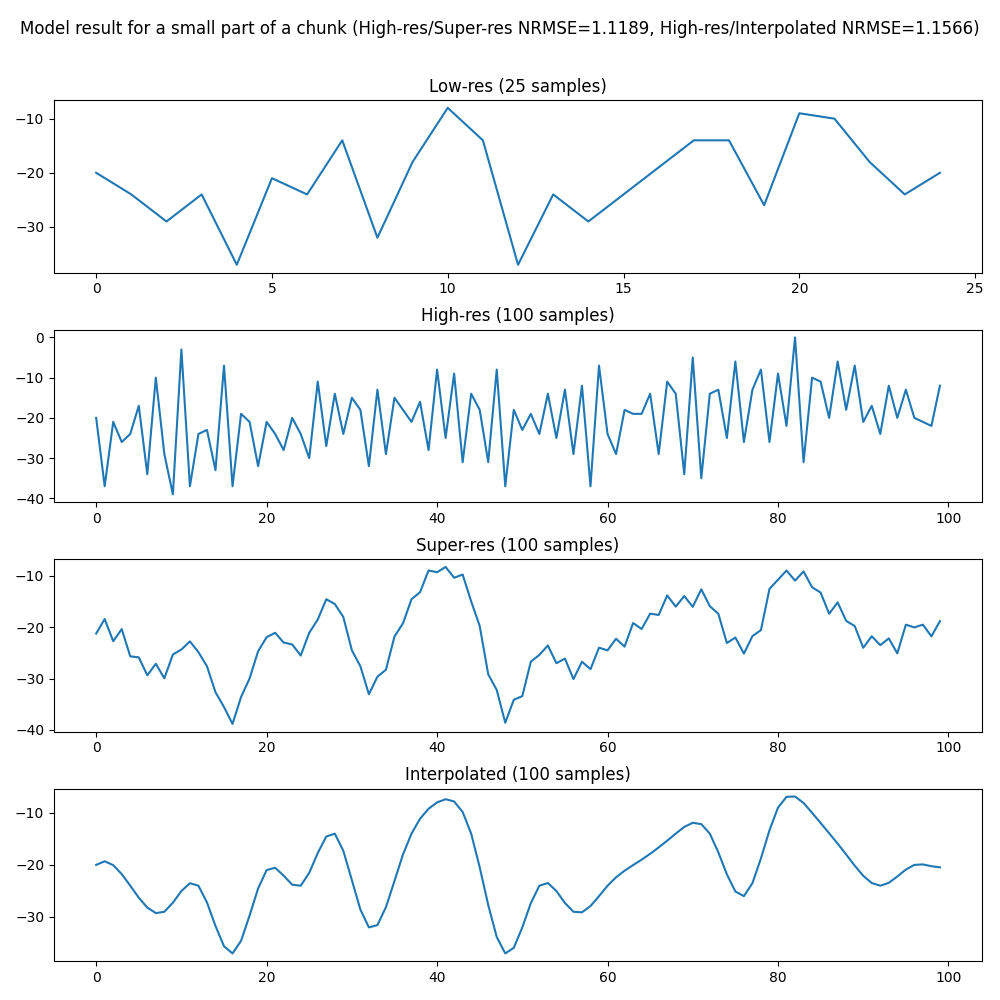 Model result for a small part of a chunk (High-res/Super-res NRMSE=1.1189, High-res/Interpolated NRMSE=1.1566)
Low-res (25 samples)
−10
−20
−30
0 5 10 15 20 25
High-res (100 samples)
0
−10
−20
−30
−40
0 20 40 60 80 100
Super-res (100 samples)
−10
−20
−30
−40
0 20 40 60 80 100
Interpolated (100 samples)
−10
−20
−30
0 20 40 60 80 100